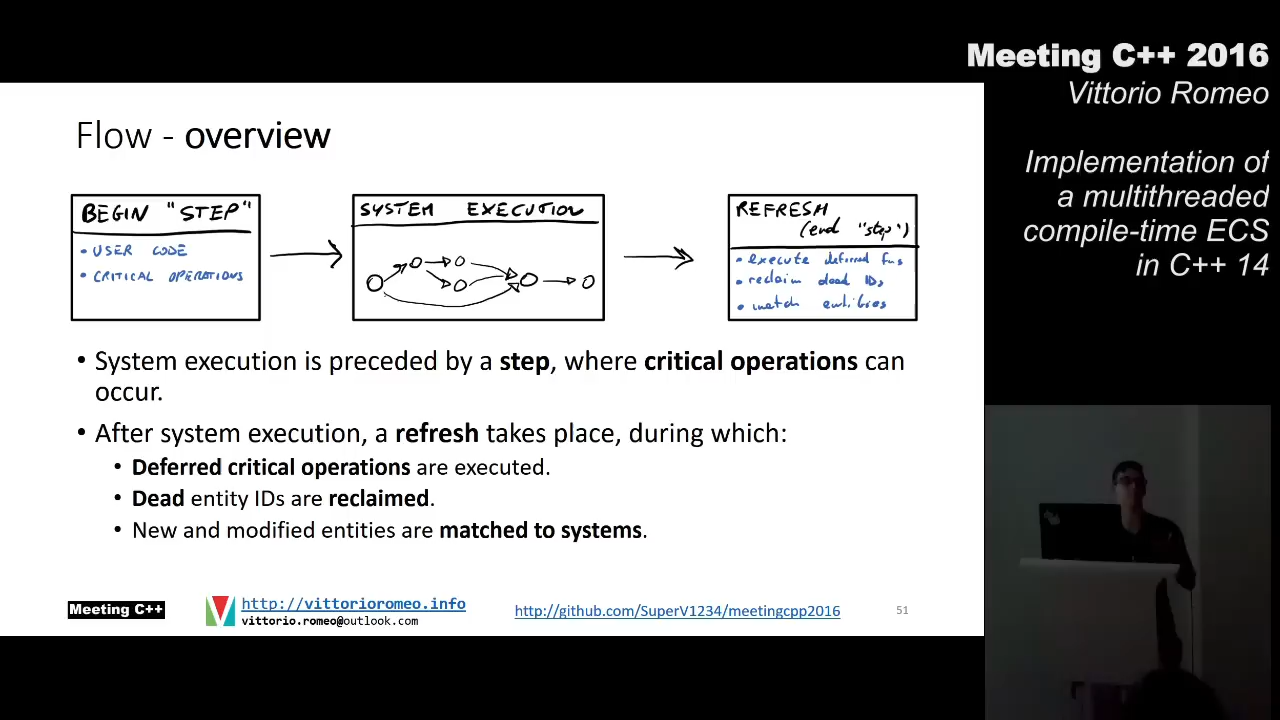 Meeting C++ 2016
Vittorio Romeo
Implementation of
a multithreaded
compile-time ECS
in C++ 14
Flow - overview
BEGIN "STEP"
• USER CODE
• CRITICAL OPERATIONS
SYSTEM EXECUTION
REFRESH
(end "step")
• execute deferred fns
• reclaim dead IDs
• match entities
• System execution is preceded by a step, where critical operations can
occur.
• After system execution, a refresh takes place, during which:
• Deferred critical operations are executed.
• Dead entity IDs are reclaimed.
• New and modified entities are matched to systems.
Meeting C++
http://vittorioromeo.info
vittorio.romeo@outlook.com
http://github.com/SuperV1234/meetingcpp2016
51